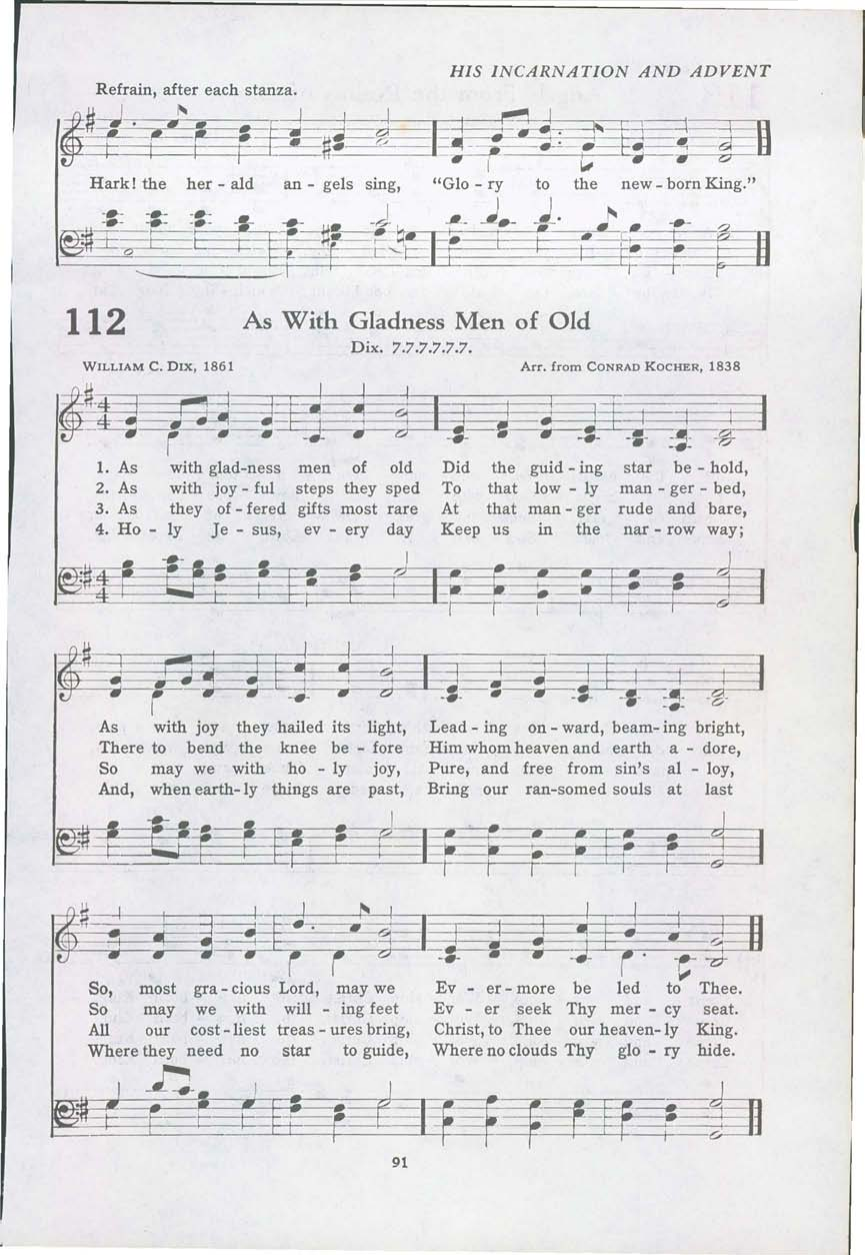 HIS INCARNATION AND ADVENT
Refrain, after each stanza.
Hark! the her - ald an - gels sing, “Glo - ry to the new - born King.”
112 As With Gladness Men of Old
Dix. 7.7.7.7.7.7.
WILLIAM C. DIX, 1861 Arr. from CONRAD KOCHER, 1838
1. As with glad-ness men of old Did the guid - ing star be - hold,
2. As with joy - ful steps they sped To that low - ly man - ger - bed,
3. As they of - fered gifts most rare At that man - ger rude and bare,
4. Ho - ly Je - sus, ev - ery day Keep us in the nar - row way;
As with joy they hailed its light, Lead - ing on - ward, beam- ing bright,
There to bend the knee be - fore Him whom heaven and earth a - dore,
So may we with ho - ly joy, Pure, and free from sin's al - loy,
And, when earth- ly things are past, Bring our ran-somed souls at last
So, most gra - cious Lord, may we Ev - er - more be led to Thee.
So may we with will - ing feet Ev - er seek Thy mer - cy seat.
All our cost - liest treas - ures bring, Christ, to Thee our heaven- ly King.
Where they need no star to guide, Where no clouds Thy glo - ry hide.
91